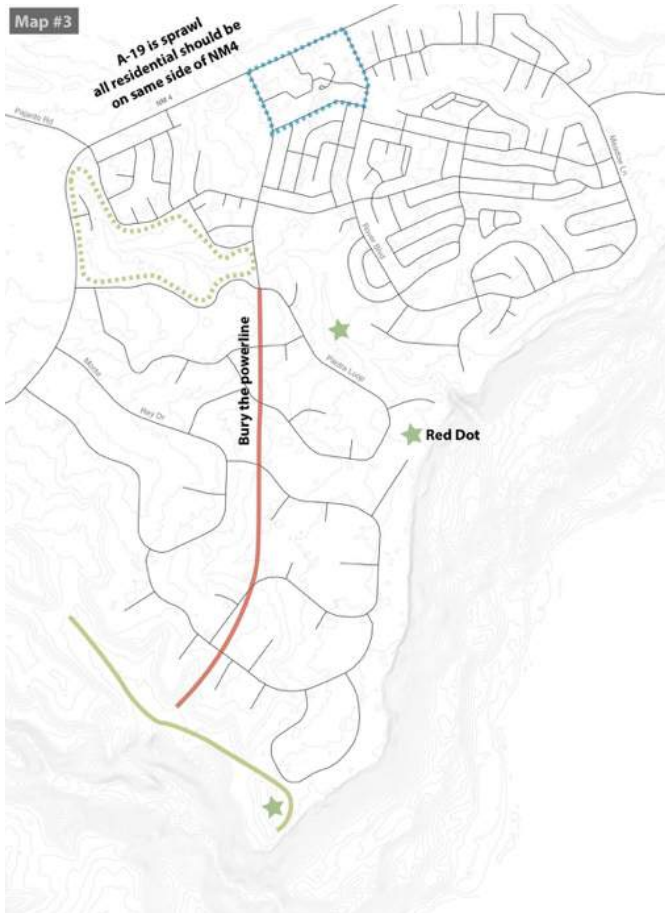 Map #3
A-19 is sprawl
all residential should be
on same side of NM4
NM 4
Pajarito Rd
Meadow Ln
Rover Blvd
Bury the powerline
Piedra Loop
Monte
Rey Dr
Red Dot